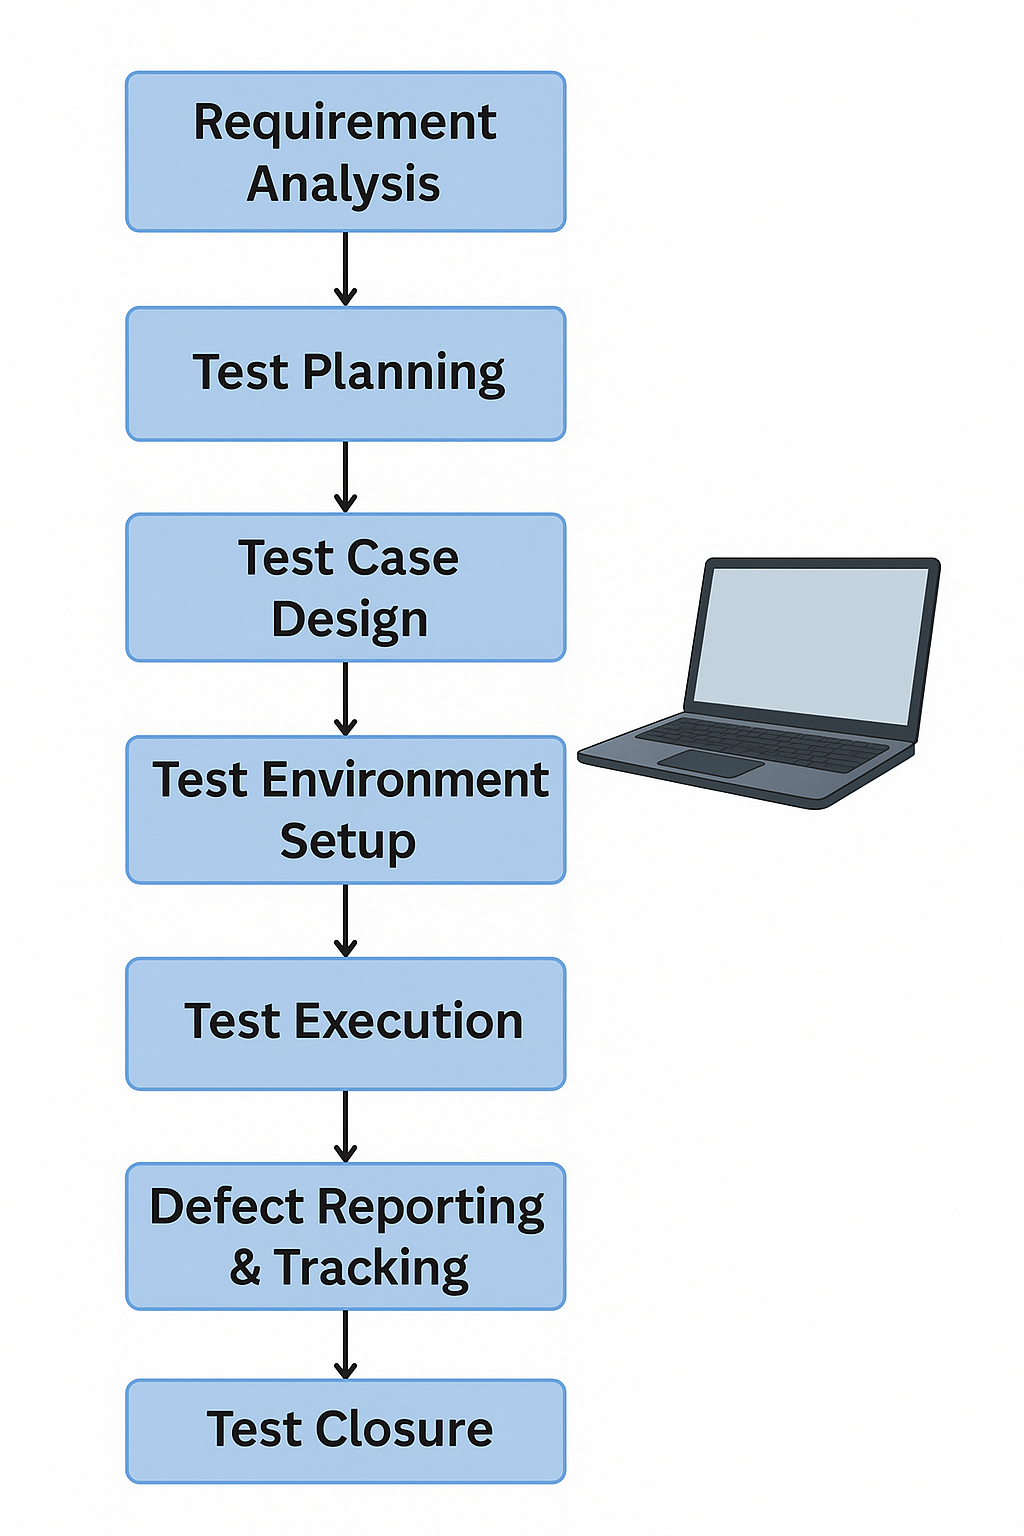 Requirement
Analysis
Test Planning
Test Case
Design
Test Environment
Setup
Test Execution
Defect Reporting
& Tracking
Test Closure